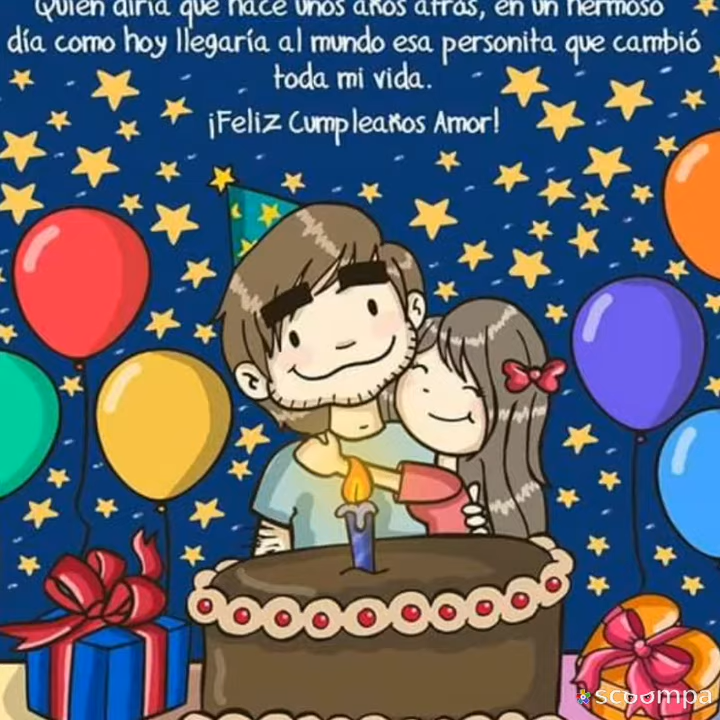 Quien diria que hace unos años atrás, en un hermoso
día como hoy llegaría al mundo esa personita que cambió
toda mi vida.
¡Feliz Cumpleaños Amor!
scoompa